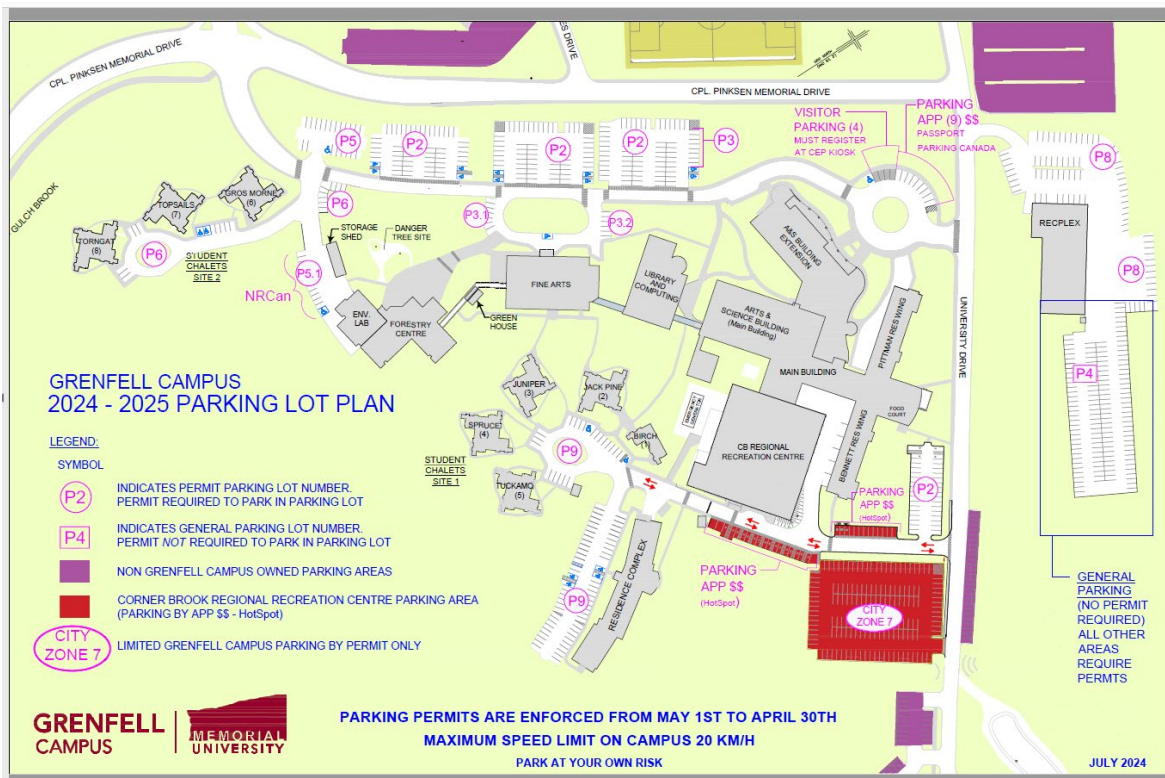 CPL. PINKSEN MEMORIAL DRIVE
ES DRIVE
CPL. PINKSEN MEMORIAL DRIVE
VISITOR
PARKING (4)
MUST REGISTER
AT CEP KIOSK
PARKING
APP (9) $$
PASSPORT
PARKING CANADA
P5
P2
P2
P2
P3
P8
GULCH BROOK
GROS MORNE
(6)
TOPSAILS
(7)
TORNGAT
(8)
P6
P6
STUDENT
CHALETS
SITE 2
STORAGE
SHED
DANGER
TREE SITE
P3.1
P3.2
A&S BUILDING
EXTENSION
RECPLEX
P8
P5.1
NRCan
ENV.
LAB
FORESTRY
CENTRE
GREEN
HOUSE
FINE ARTS
LIBRARY
AND
COMPUTING
ARTS &
SCIENCE BUILDING
(Main Building)
MAIN BUILDING
PITTMAN RES WING
UNIVERSITY DRIVE
P4
GRENFELL CAMPUS
2024 - 2025 PARKING LOT PLAN
JUNIPER
(3)
JACK PINE
(2)
SPRUCE
(4)
BIRCH
TUCKAMO
(5)
STUDENT
CHALETS
SITE 1
P9
CB REGIONAL
RECREATION CENTRE
BENNETT RES WING
FOOD
COURT
P2
PARKING
APP $$
(HotSpot)
LEGEND:
SYMBOL
P2
INDICATES PERMIT PARKING LOT NUMBER.
PERMIT REQUIRED TO PARK IN PARKING LOT
P4
INDICATES GENERAL PARKING LOT NUMBER.
PERMIT NOT REQUIRED TO PARK IN PARKING LOT
NON GRENFELL CAMPUS OWNED PARKING AREAS
CORNER BROOK REGIONAL RECREATION CENTRE PARKING AREA
(PARKING BY APP $$ - HotSpot)
CITY
ZONE 7
LIMITED GRENFELL CAMPUS PARKING BY PERMIT ONLY
P9
RESIDENCE COMPLEX
PARKING
APP $$
(HotSpot)
CITY
ZONE 7
GENERAL
PARKING
(NO PERMIT
REQUIRED)
ALL OTHER
AREAS
REQUIRE
PERMTS
GRENFELL
CAMPUS
MEMORIAL
UNIVERSITY
PARKING PERMITS ARE ENFORCED FROM MAY 1ST TO APRIL 30TH
MAXIMUM SPEED LIMIT ON CAMPUS 20 KM/H
PARK AT YOUR OWN RISK
JULY 2024